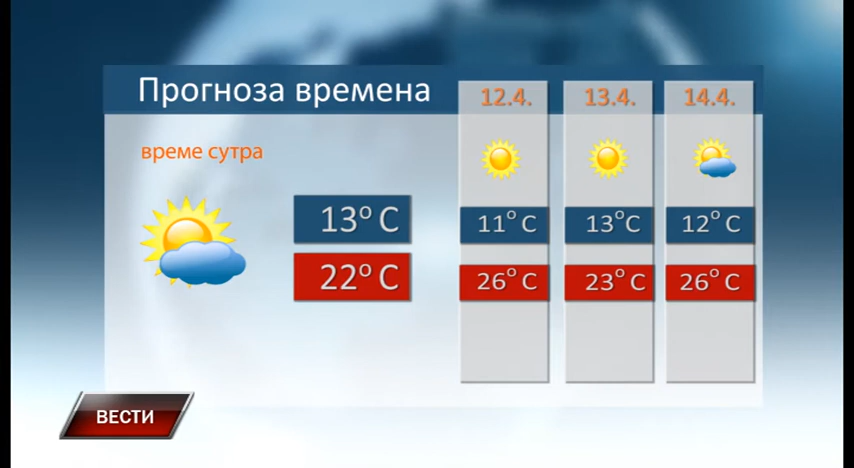 Прогноза времена
време сутра
13° C
22° C
12.4.
11° C
26° C
13.4.
13°C
23° C
14.4.
12° C
26° C
ВЕСТИ